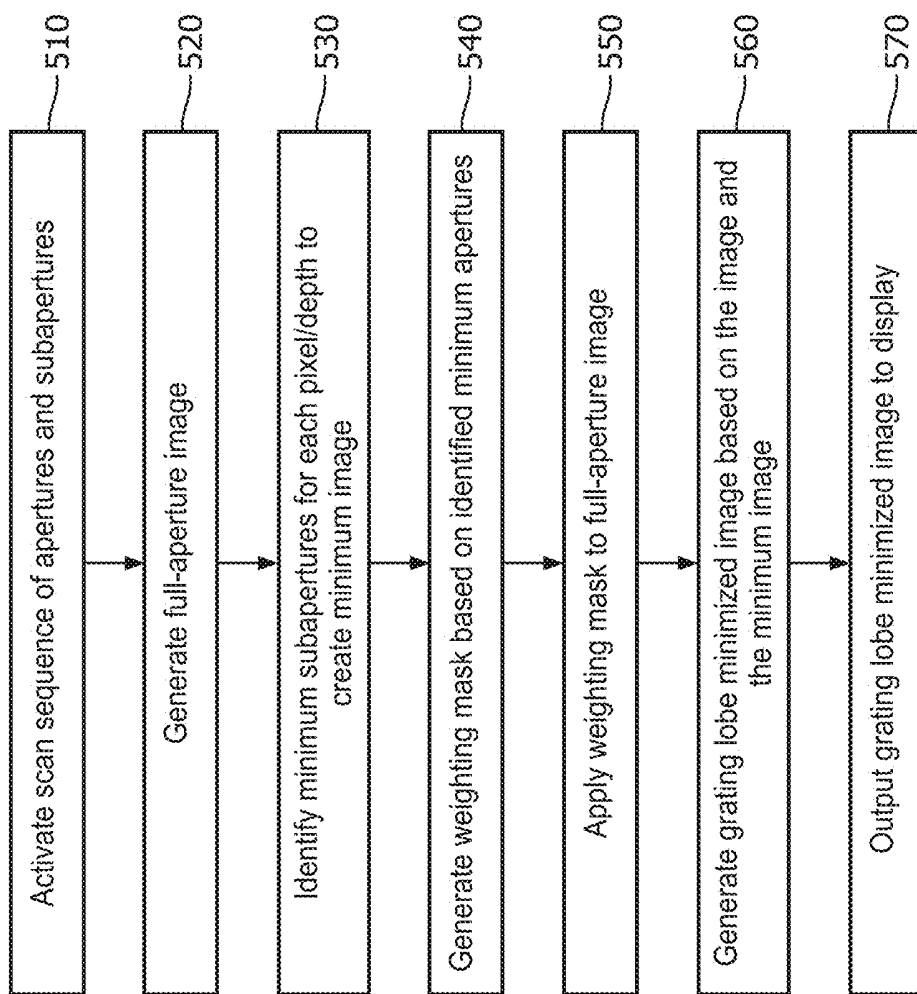 Activate scan sequence of apertures and subapertures
510
Generate full-aperture image
520
Identify minimum subapertures for each pixel/depth to
create minimum image
530
Generate weighting mask based on identified minimum apertures
540
Apply weighting mask to full-aperture image
550
Generate grating lobe minimized image based on the image and
the minimum image
560
Output grating lobe minimized image to display
570